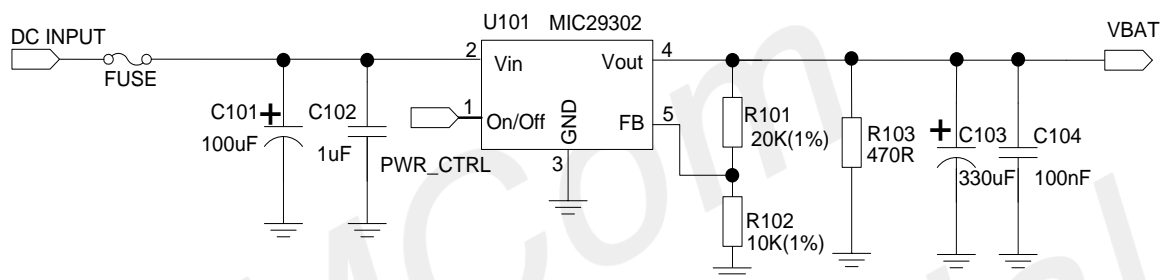 U101 MIC29302
DC INPUT
VBAT
FUSE
2
Vin
Vout
4
C101
+
100uF
C102
1uF
1
On/Off
PWR_CTRL
GND
3
FB
5
R101
20K(1%)
R102
10K(1%)
R103
470R
+
C103
330uF
C104
100nF
MCom